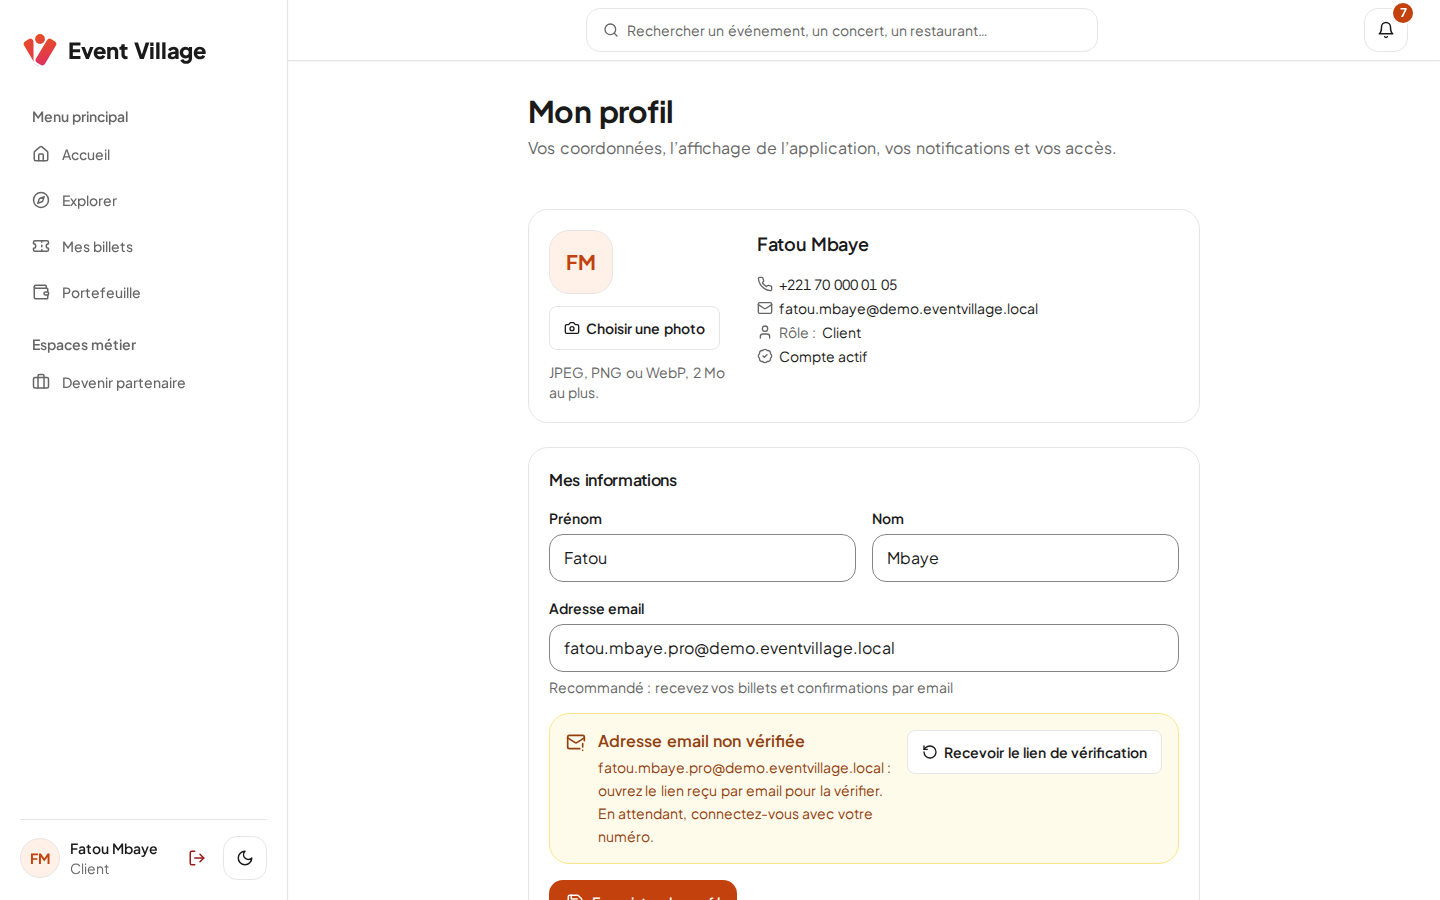 Event Village
Rechercher un événement, un concert, un restaurant...
7
Menu principal
Accueil
Explorer
Mes billets
Portefeuille
Espaces métier
Devenir partenaire
FM
Fatou Mbaye
Client
Mon profil
Vos coordonnées, l'affichage de l'application, vos notifications et vos accès.
FM
Choisir une photo
JPEG, PNG ou WebP, 2 Mo
au plus.
Fatou Mbaye
+221 70 000 01 05
fatou.mbaye@demo.eventvillage.local
Rôle : Client
Compte actif
Mes informations
Prénom
Nom
Fatou
Mbaye
Adresse email
fatou.mbaye.pro@demo.eventvillage.local
Recommandé : recevez vos billets et confirmations par email
Adresse email non vérifiée
fatou.mbaye.pro@demo.eventvillage.local :
ouvrez le lien reçu par email pour la vérifier.
En attendant, connectez-vous avec votre
numéro.
Recevoir le lien de vérification